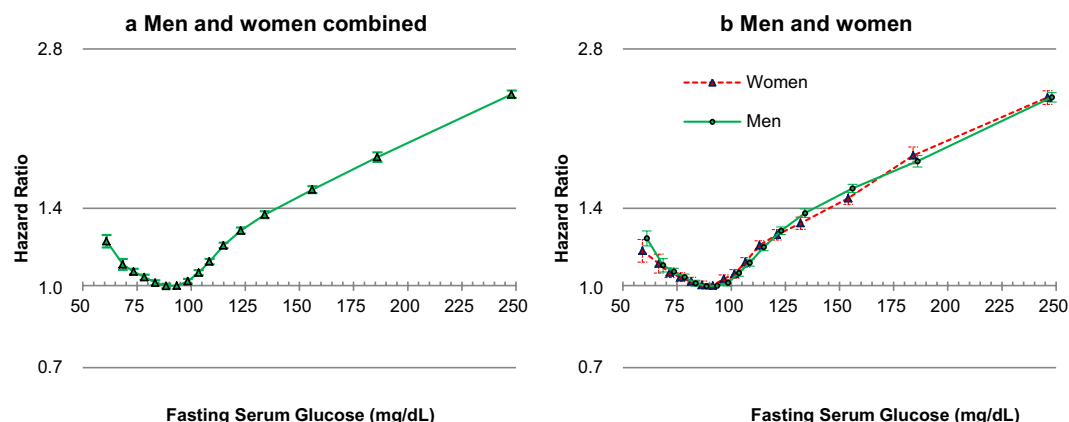 a Men and women combined
2.8
1.4
1.0
0.7
50 75 100 125 150 175 200 225 250
Hazard Ratio
Fasting Serum Glucose (mg/dL)
b Men and women
2.8
Women
Men
1.4
1.0
0.7
50 75 100 125 150 175 200 225 250
Hazard Ratio
Fasting Serum Glucose (mg/dL)